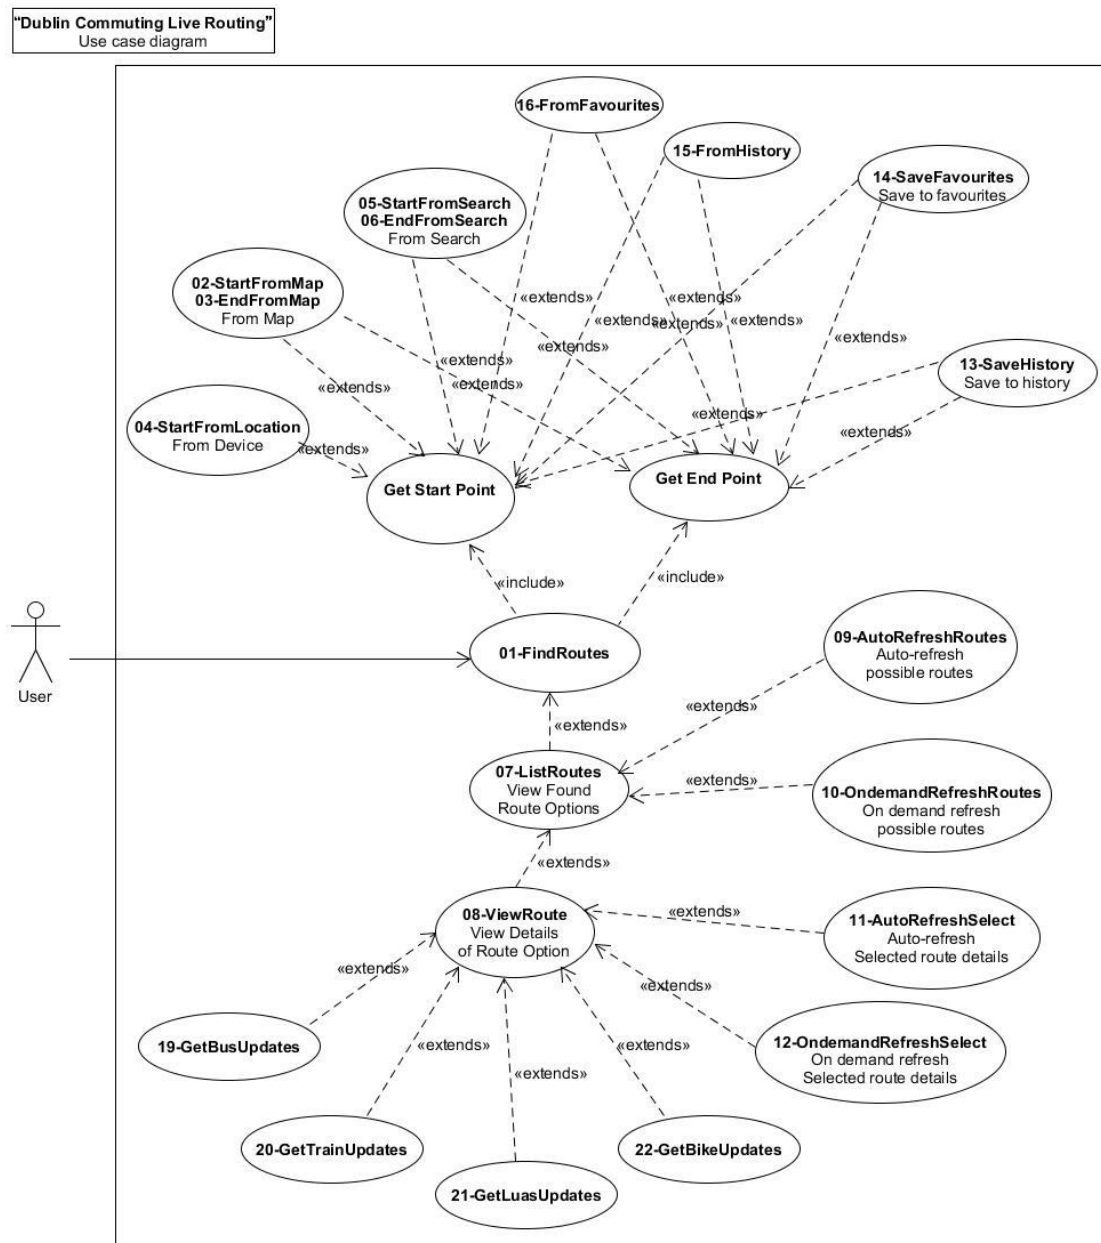 “Dublin Commuting Live Routing”
Use case diagram
16-FromFavourites
15-FromHistory
14-SaveFavourites
Save to favourites
05-StartFromSearch
06-EndFromSearch
From Search
02-StartFromMap
03-EndFromMap
From Map
«extends»
«extends»
«extends»
«extends»
«extends»
«extends»
«extends»
«extends»
«extends»
13-SaveHistory
Save to history
«extends»
«extends»
04-StartFromLocation
From Device
«extends»
Get Start Point
Get End Point
«include»
«include»
User
01-FindRoutes
09-AutoRefreshRoutes
Auto-refresh
possible routes
«extends»
«extends»
07-ListRoutes
View Found
Route Options
«extends»
10-OndemandRefreshRoutes
On demand refresh
possible routes
«extends»
08-ViewRoute
View Details
of Route Option
«extends»
11-AutoRefreshSelect
Auto-refresh
Selected route details
«extends»
«extends»
19-GetBusUpdates
«extends»
«extends»
«extends»
12-OndemandRefreshSelect
On demand refresh
Selected route details
20-GetTrainUpdates
22-GetBikeUpdates
21-GetLuasUpdates